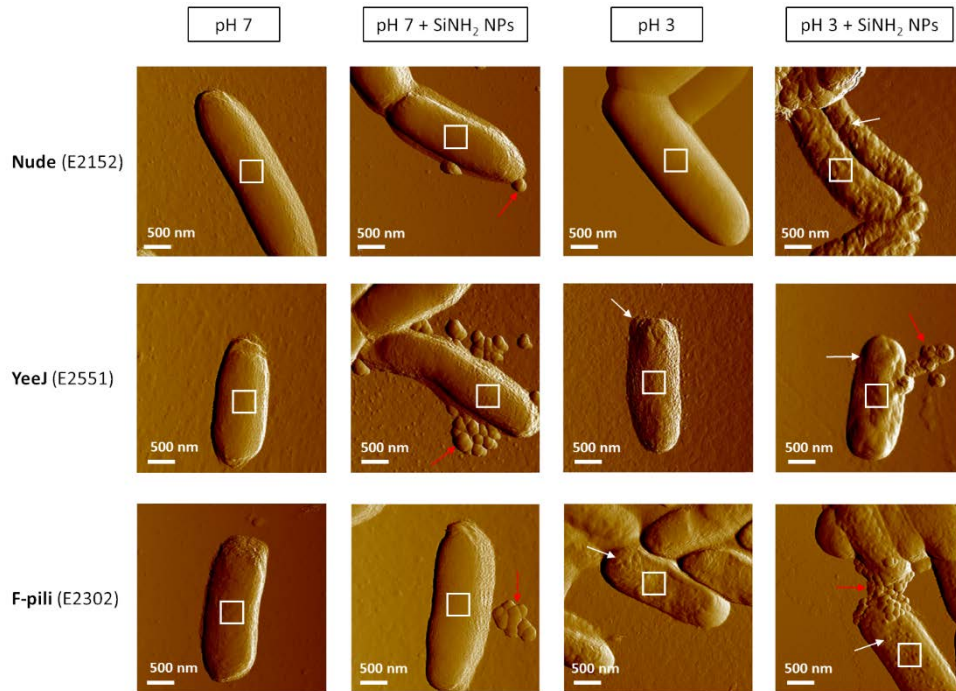 pH 7
pH 7 + SiNH₂ NPs
pH 3
pH 3 + SiNH₂ NPs
Nude (E2152)
500 nm
500 nm
500 nm
500 nm
YeeJ (E2551)
500 nm
500 nm
500 nm
500 nm
F-pili (E2302)
500 nm
500 nm
500 nm
500 nm